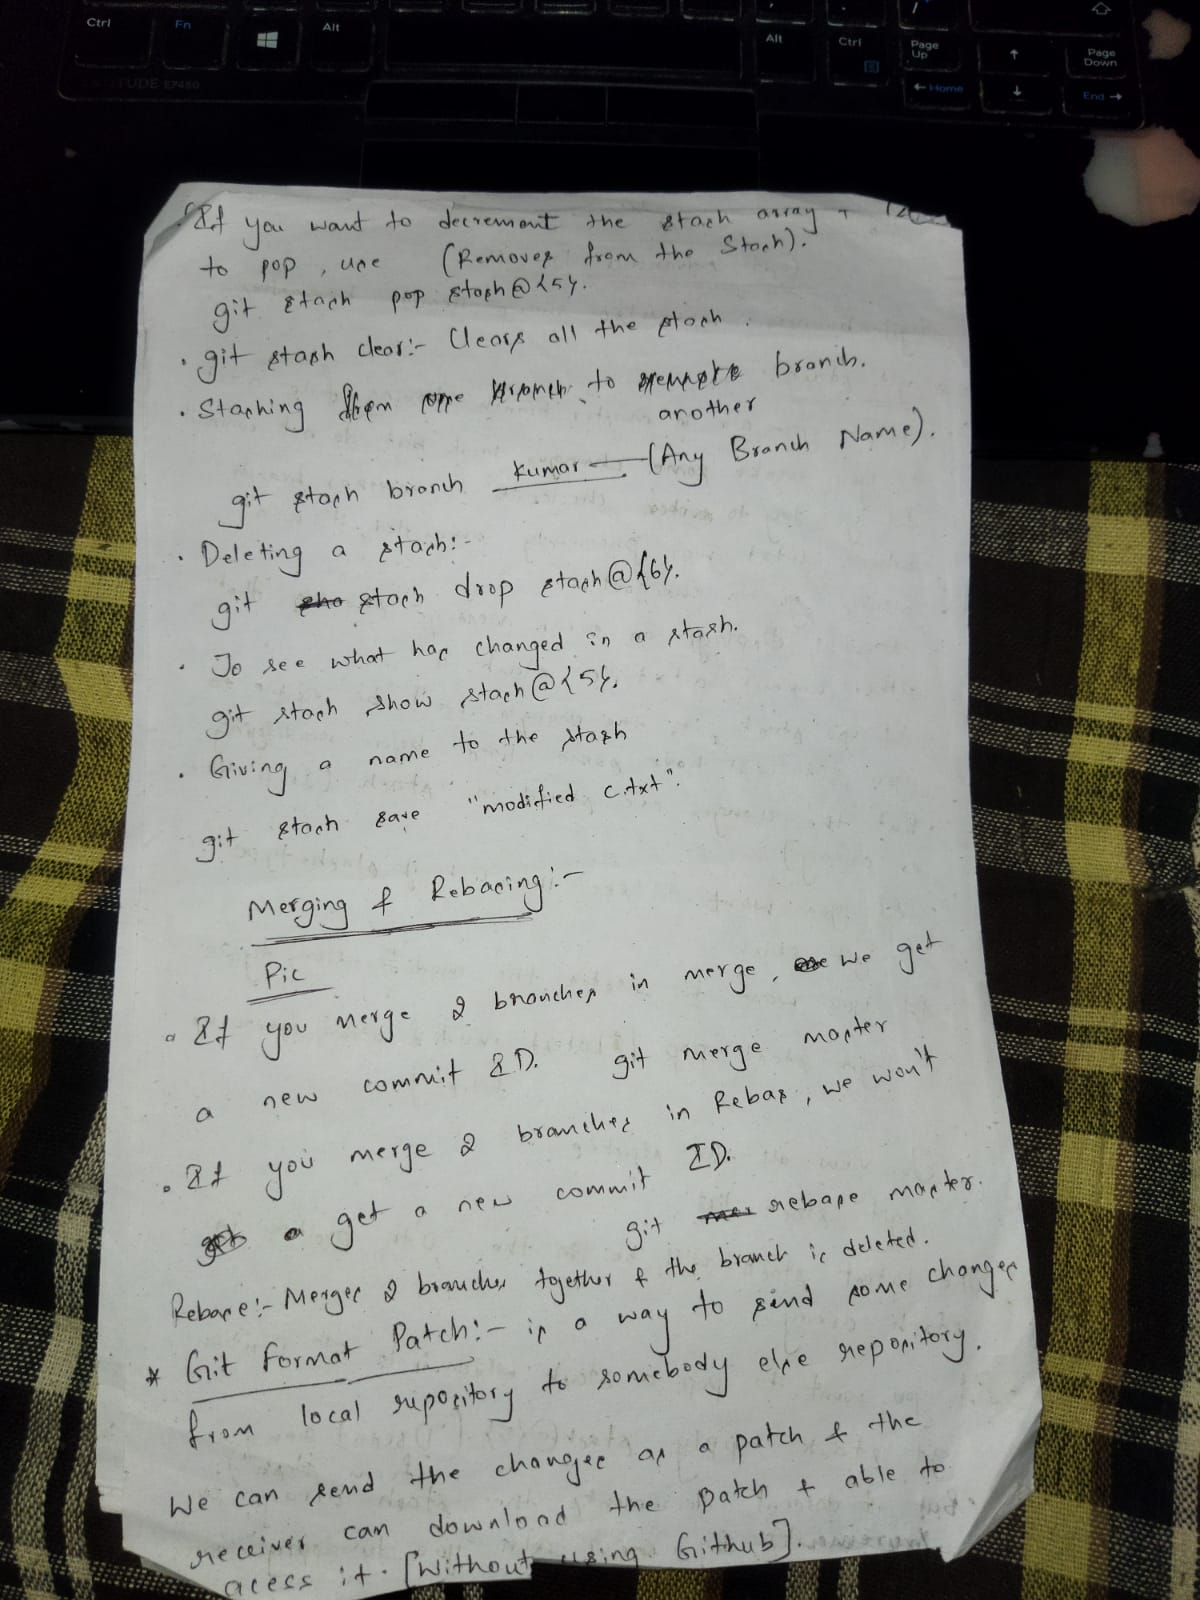 Ctrl Fn Alt Alt Ctrl Page Up Page Down
Home End
If you want to decrement the stash array
to pop, use (Removes from the Stash).
git stash pop stash@{5}.
• git stash clear:- Clears all the stash.
• Stashing from one branch to remote branch.
another
git stash branch Kumar (Any Branch Name).
• Deleting a stash:-
git sha stash drop stash@{6}.
• To see what has changed in a stash.
git stash show stash@{5}.
• Giving a name to the stash
git stash save "modified c.txt".
Merging & Rebasing:-
Pic
• If you merge 2 branches in merge, we get
a new commit ID. git merge master
• If you merge 2 branches in Rebas, we won't
get a get a new commit ID.
git mer rebase master.
Rebase:- Merges 2 branches together & the branch is deleted.
* Git Format Patch:- is a way to send some changes
from local repository to somebody else repository.
We can send the changes as a patch & the
receiver can download the patch & able to
acess it. [Without using Github].